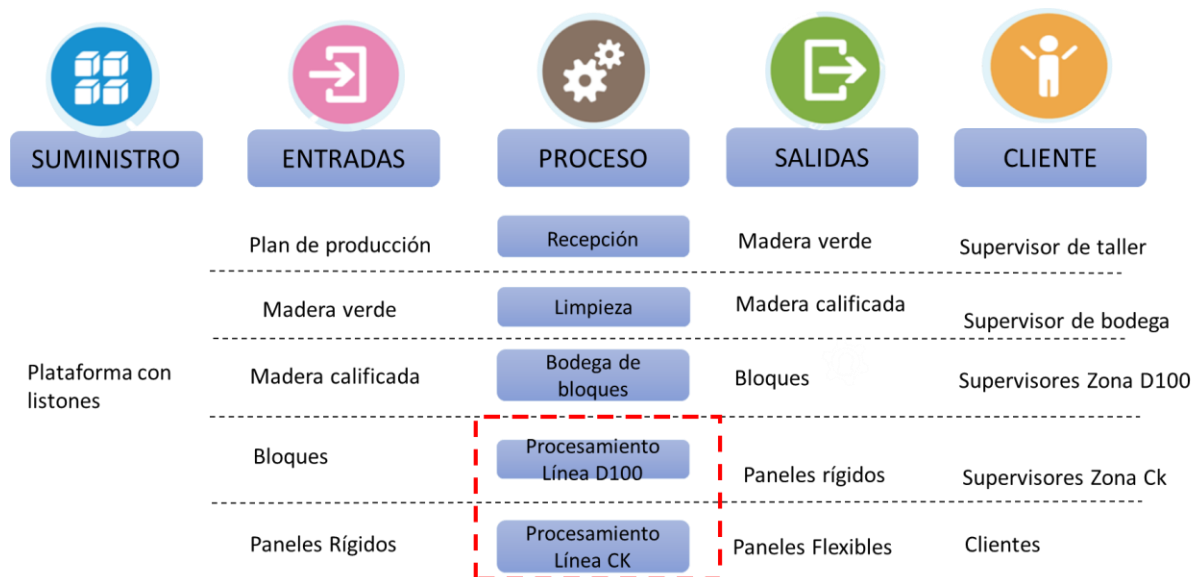 SUMINISTRO
ENTRADAS
PROCESO
SALIDAS
CLIENTE
Plan de producción
Recepción
Madera verde
Supervisor de taller
Madera verde
Limpieza
Madera calificada
Supervisor de bodega
Plataforma con
listones
Madera calificada
Bodega de
bloques
Bloques
Supervisores Zona D100
Bloques
Procesamiento
Línea D100
Paneles rígidos
Supervisores Zona Ck
Paneles Rígidos
Procesamiento
Línea CK
Paneles Flexibles
Clientes